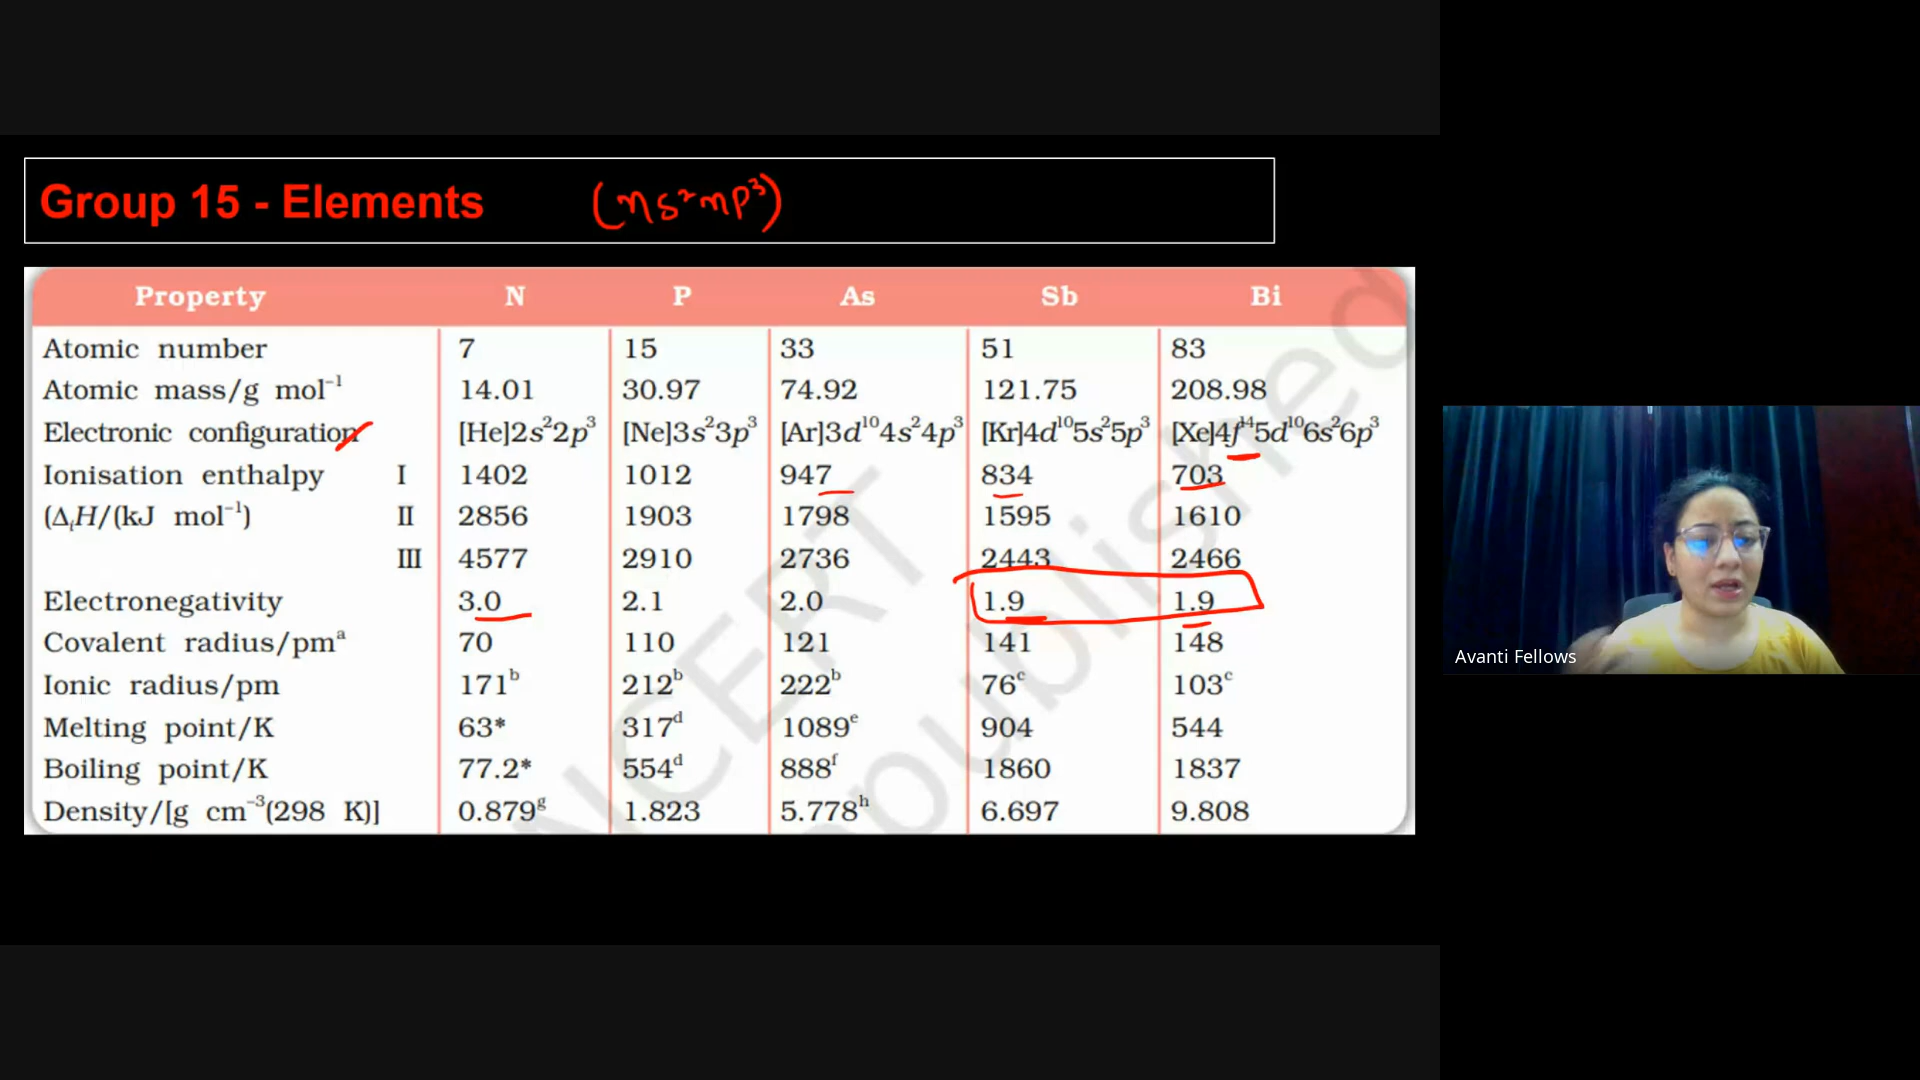 Group 15 - Elements (ns²np³)
Property N P As Sb Bi
Atomic number 7 15 33 51 83
Atomic mass/g mol⁻¹ 14.01 30.97 74.92 121.75 208.98
Electronic configuration [He]2s²2p³ [Ne]3s²3p³ [Ar]3d¹⁰4s²4p³ [Kr]4d¹⁰5s²5p³ [Xe]4f¹⁴5d¹⁰6s²6p³
Ionisation enthalpy I 1402 1012 947 834 703
(ΔᵢH/(kJ mol⁻¹) II 2856 1903 1798 1595 1610
III 4577 2910 2736 2443 2466
Electronegativity 3.0 2.1 2.0 1.9 1.9
Covalent radius/pmᵃ 70 110 121 141 148
Ionic radius/pm 171ᵇ 212ᵇ 222ᵇ 76ᶜ 103ᶜ
Melting point/K 63* 317ᵈ 1089ᵉ 904 544
Boiling point/K 77.2* 554ᵈ 888ᶠ 1860 1837
Density/[g cm⁻³(298 K)] 0.879ᵍ 1.823 5.778ʰ 6.697 9.808
NCERT
published
Avanti Fellows